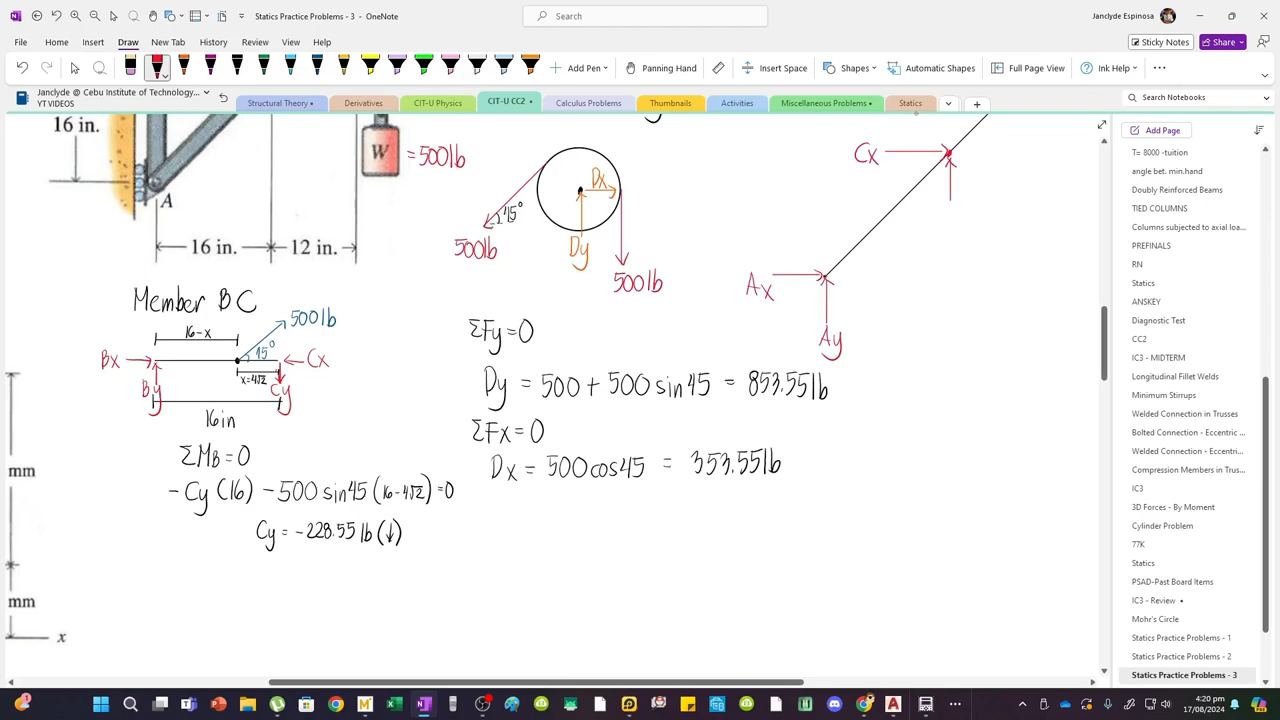 Statics Practice Problems - 3 - OneNote
Search
Janclyde Espinosa
File Home Insert Draw New Tab History Review View Help
Sticky Notes Share
Add Pen Panning Hand Insert Space Shapes Automatic Shapes Full Page View Ink Help
Janclyde @ Cebu Institute of Technology...
YT VIDEOS
Structural Theory Derivatives CIT-U Physics CIT-U CC2 Calculus Problems Thumbnails Activities Miscellaneous Problems Statics
Search Notebooks
Add Page
T= 8000 -tuition
angle bet. min.hand
Doubly Reinforced Beams
TIED COLUMNS
Columns subjected to axial loa...
PREFINALS
RN
Statics
ANSKEY
Diagnostic Test
CC2
IC3 - MIDTERM
Longitudinal Fillet Welds
Minimum Stirrups
Welded Connection in Trusses
Bolted Connection - Eccentric ...
Welded Connection - Eccentri...
Compression Members in Trus...
IC3
3D Forces - By Moment
Cylinder Problem
77K
Statics
PSAD-Past Board Items
IC3 - Review
Mohr's Circle
Statics Practice Problems - 1
Statics Practice Problems - 2
Statics Practice Problems - 3
16 in.
W = 500lb
A
16 in. 12 in.
Dx
45°
500lb
Dy
500lb
Cx
Ax
Ay
Member BC
16-x
500lb
45°
Bx
Cx
x=4√2
By
Cy
16in
ΣMB=0
-Cy(16) -500 sin45(16-4√2)=0
Cy = -228.55 lb(↓)
ΣFy=0
Dy = 500 + 500 sin 45 = 853.55lb
ΣFx = 0
Dx = 500cos45 = 353.55lb
mm
mm
x
4:20 pm
17/08/2024